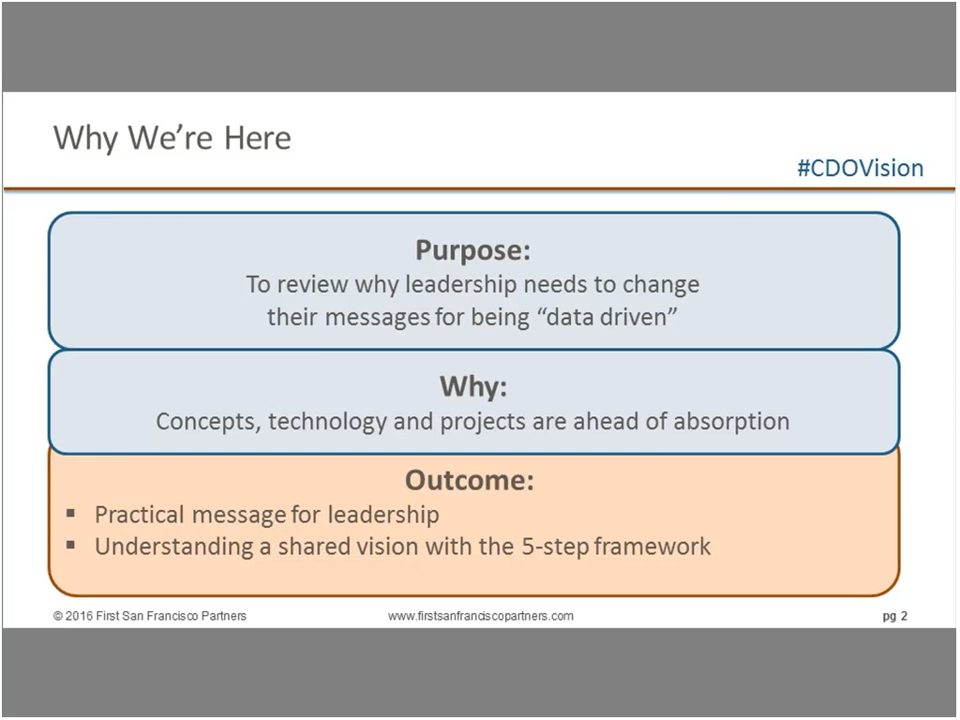 Why We're Here
#CDOVision
Purpose:
To review why leadership needs to change
their messages for being “data driven”
Why:
Concepts, technology and projects are ahead of absorption
Outcome:
▪ Practical message for leadership
▪ Understanding a shared vision with the 5-step framework
© 2016 First San Francisco Partners www.firstsanfranciscopartners.com pg 2